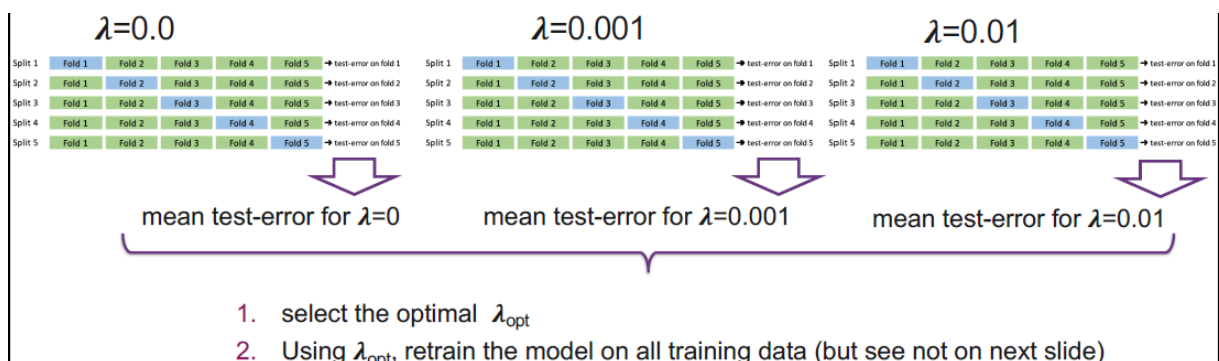 λ=0.0 λ=0.001 λ=0.01
Split 1 Fold 1 Fold 2 Fold 3 Fold 4 Fold 5 → test-error on fold 1 Split 1 Fold 1 Fold 2 Fold 3 Fold 4 Fold 5 → test-error on fold 1 Split 1 Fold 1 Fold 2 Fold 3 Fold 4 Fold 5 → test-error on fold 1
Split 2 Fold 1 Fold 2 Fold 3 Fold 4 Fold 5 → test-error on fold 2 Split 2 Fold 1 Fold 2 Fold 3 Fold 4 Fold 5 → test-error on fold 2 Split 2 Fold 1 Fold 2 Fold 3 Fold 4 Fold 5 → test-error on fold 2
Split 3 Fold 1 Fold 2 Fold 3 Fold 4 Fold 5 → test-error on fold 3 Split 3 Fold 1 Fold 2 Fold 3 Fold 4 Fold 5 → test-error on fold 3 Split 3 Fold 1 Fold 2 Fold 3 Fold 4 Fold 5 → test-error on fold 3
Split 4 Fold 1 Fold 2 Fold 3 Fold 4 Fold 5 → test-error on fold 4 Split 4 Fold 1 Fold 2 Fold 3 Fold 4 Fold 5 → test-error on fold 4 Split 4 Fold 1 Fold 2 Fold 3 Fold 4 Fold 5 → test-error on fold 4
Split 5 Fold 1 Fold 2 Fold 3 Fold 4 Fold 5 → test-error on fold 5 Split 5 Fold 1 Fold 2 Fold 3 Fold 4 Fold 5 → test-error on fold 5 Split 5 Fold 1 Fold 2 Fold 3 Fold 4 Fold 5 → test-error on fold 5
mean test-error for λ=0 mean test-error for λ=0.001 mean test-error for λ=0.01
1. select the optimal λopt
2. Using λopt, retrain the model on all training data (but see not on next slide)